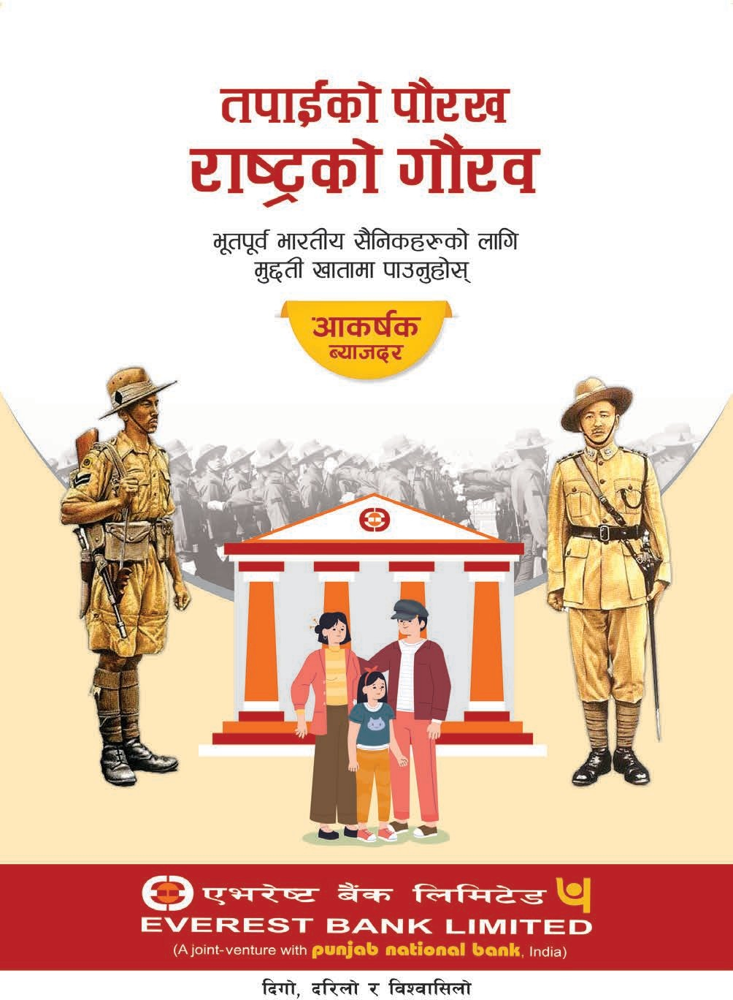 तपाईको पौरख
राष्ट्रको गौरव
भूतपूर्व भारतीय सैनिकहरूको लागि
मुद्दती खातामा पाउनुहोस्
आकर्षक
ब्याजदर
एभरेष्ट बैंक लिमिटेड
EVEREST BANK LIMITED
(A joint-venture with punjab national bank, India)
दिगो, दरिलो र विश्वासिलो